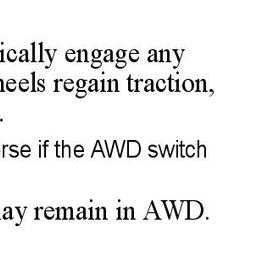 ically engage any
heels regain traction,
.
rse if the AWD switch
ay remain in AWD.